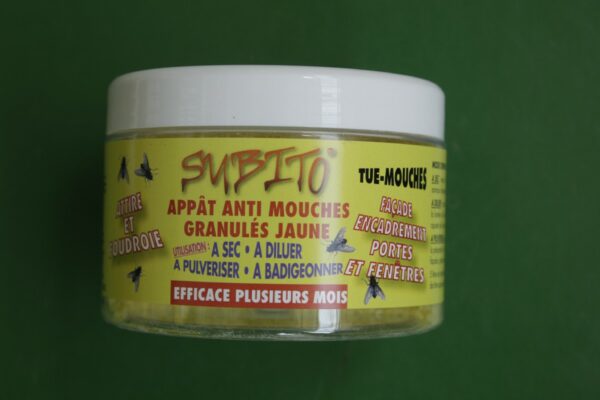 SUBITO
APPÂT ANTI MOUCHES
GRANULÉS JAUNE
UTILISATION : A SEC • A DILUER
A PULVERISER • A BADIGEONNER
EFFICACE PLUSIEURS MOIS
ATTIRE
ET
FOUDROIE
TUE-MOUCHES
FAÇADE
ENCADREMENT
PORTES
ET FENÊTRES